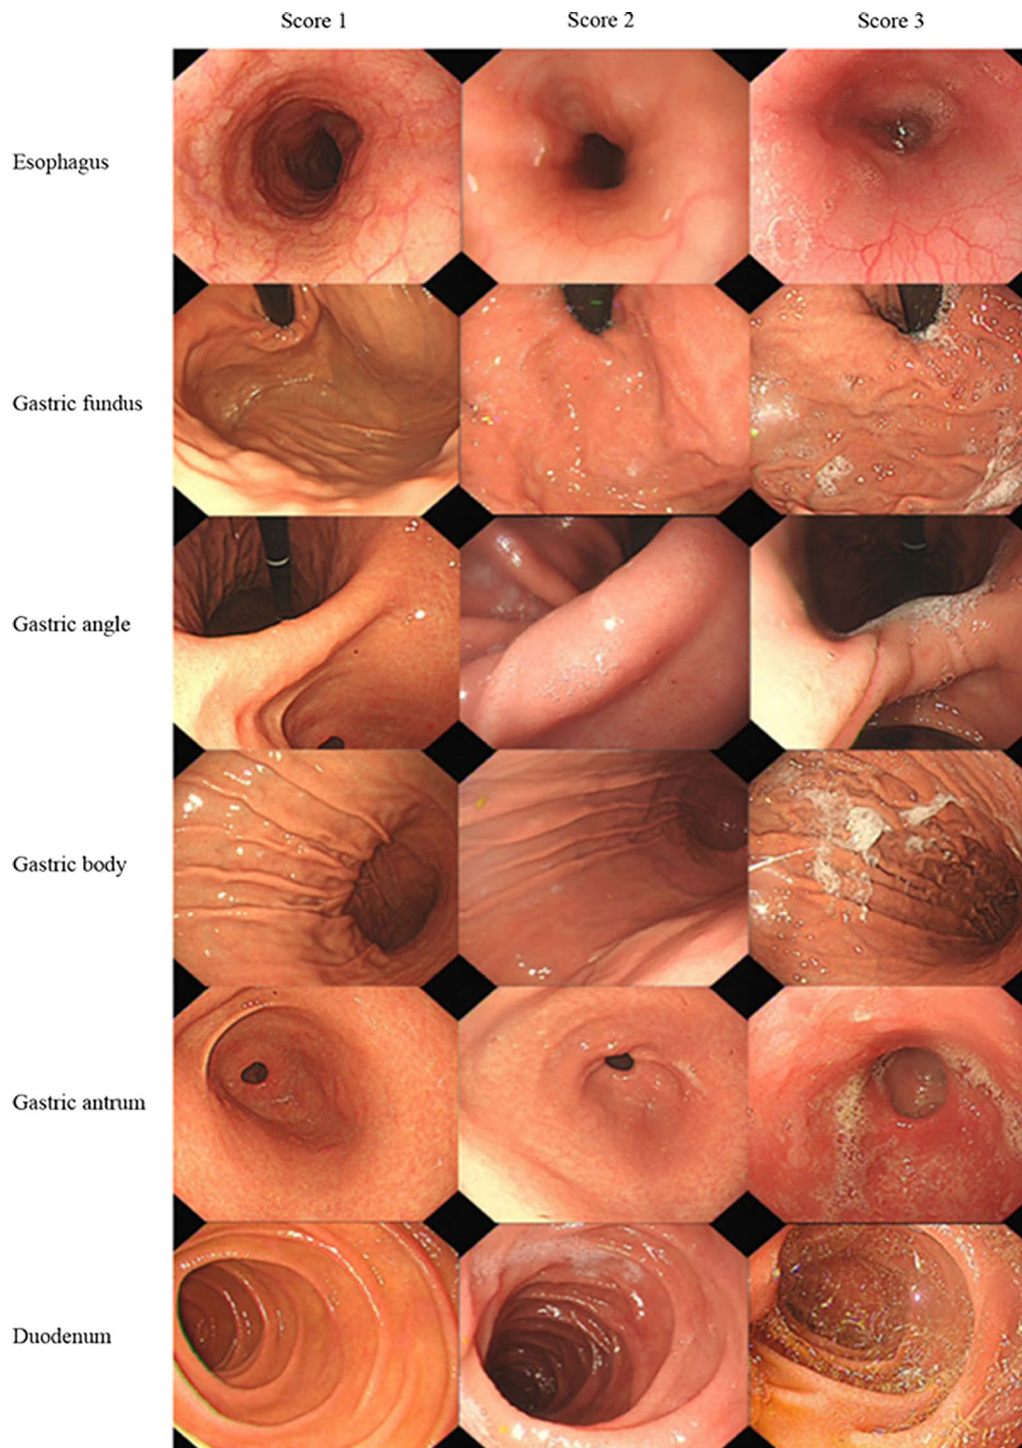 Score 1
Score 2
Score 3
Esophagus
Gastric fundus
Gastric angle
Gastric body
Gastric antrum
Duodenum